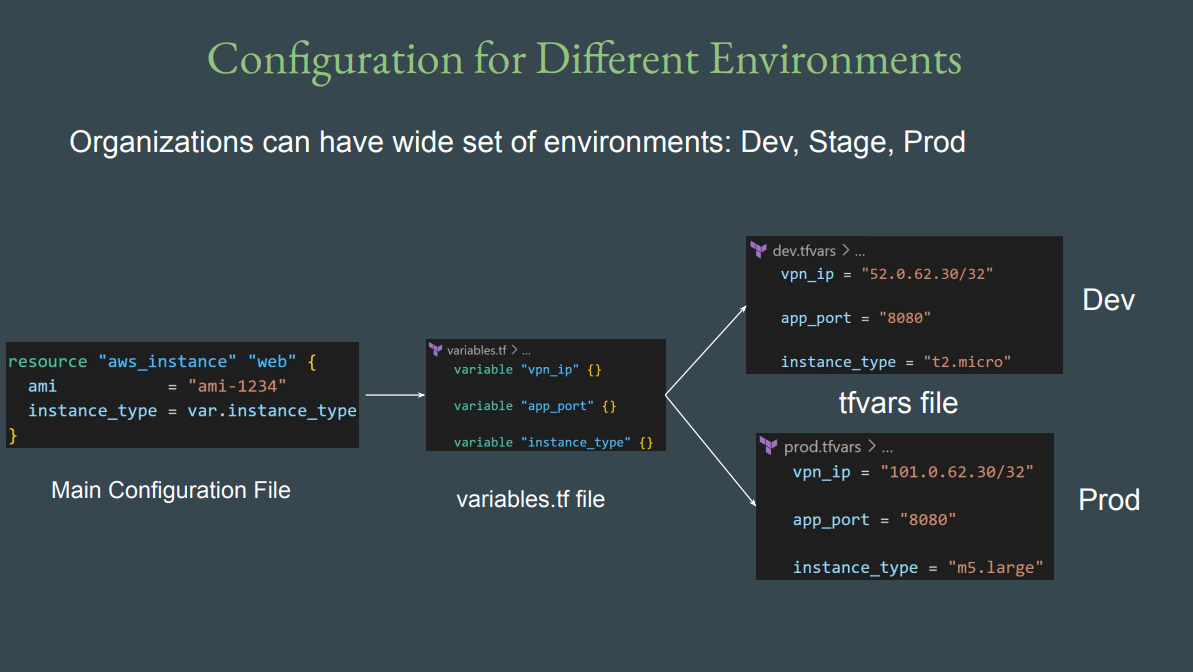 Configuration for Different Environments
Organizations can have wide set of environments: Dev, Stage, Prod
resource "aws_instance" "web" {
ami = "ami-1234"
instance_type = var.instance_type
}
Main Configuration File
variables.tf > ...
variable "vpn_ip" {}
variable "app_port" {}
variable "instance_type" {}
variables.tf file
dev.tfvars > ...
vpn_ip = "52.0.62.30/32"
app_port = "8080"
instance_type = "t2.micro"
Dev
tfvars file
prod.tfvars > ...
vpn_ip = "101.0.62.30/32"
app_port = "8080"
instance_type = "m5.large"
Prod